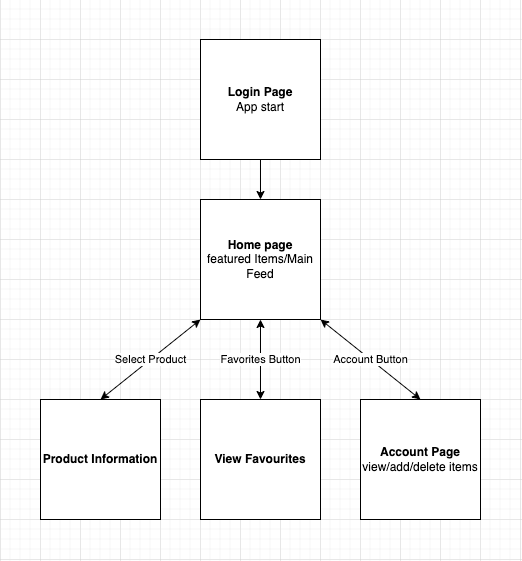 Login Page
App start
Home page
featured Items/Main
Feed
Select Product
Favorites Button
Account Button
Product Information
View Favourites
Account Page
view/add/delete items